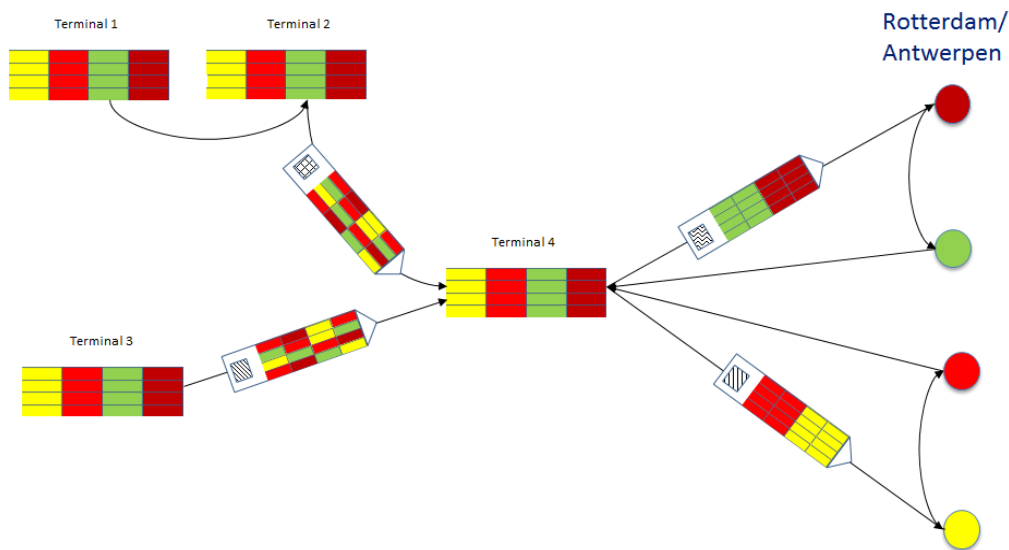 Terminal 1
Terminal 2
Rotterdam/
Antwerpen
Terminal 4
Terminal 3